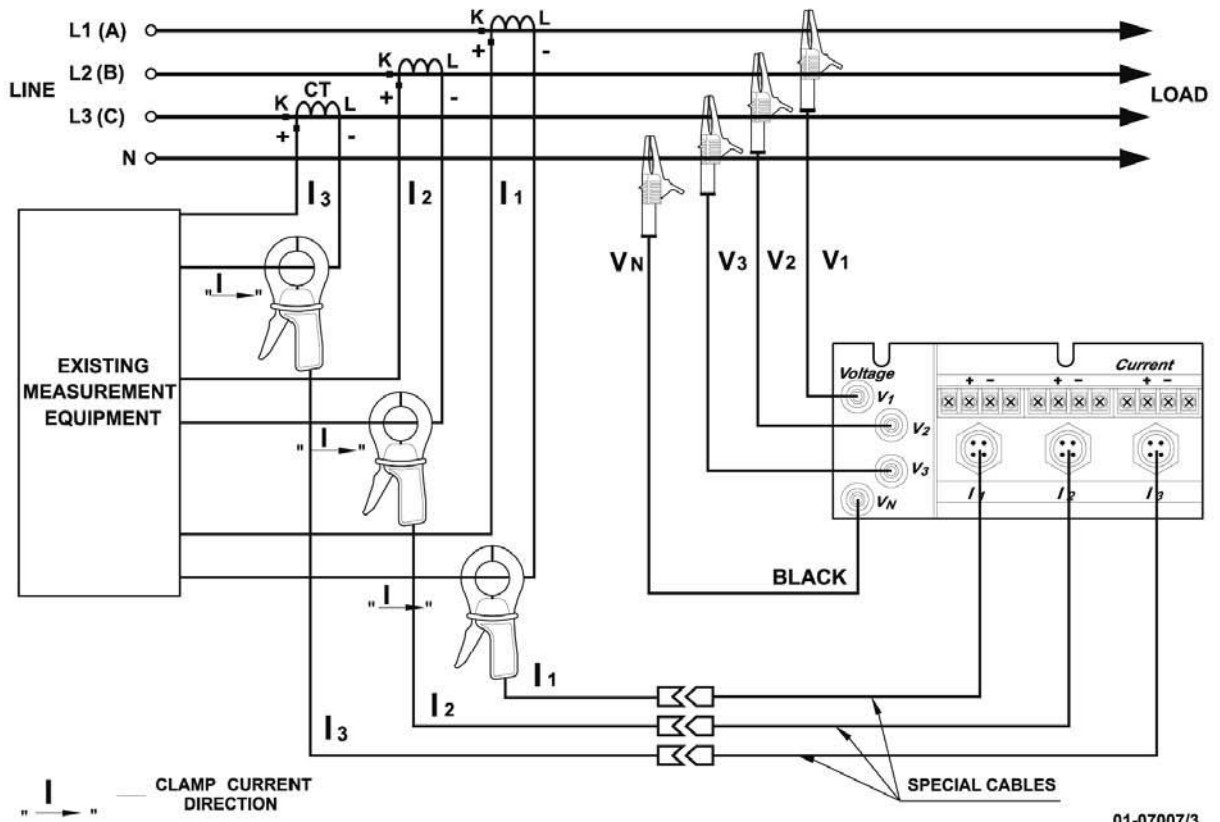 K L
L1 (A)
+ -
K L
L2 (B)
+ -
LINE
CT
LOAD
K L
L3 (C)
+ -
N
I3
I2
I1
VN
V3
V2
V1
" I "
EXISTING
MEASUREMENT
EQUIPMENT
Voltage
Current
+ -
+ -
+ -
V1
V2
V3
VN
I1
I2
I3
" I "
BLACK
" I "
I1
I2
I3
SPECIAL CABLES
" I "
CLAMP CURRENT
DIRECTION
01-07007/3